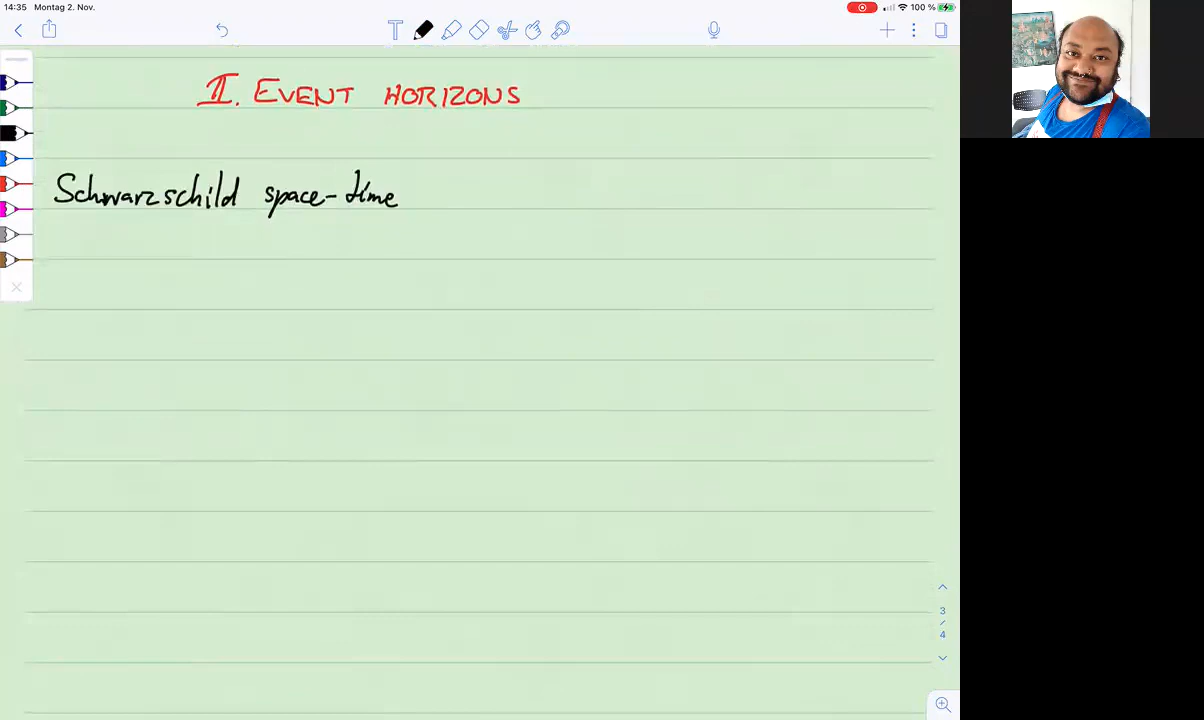 14:35 Montag 2. Nov. 100 %
II. EVENT HORIZONS
Schwarzschild space-time
3
/
4